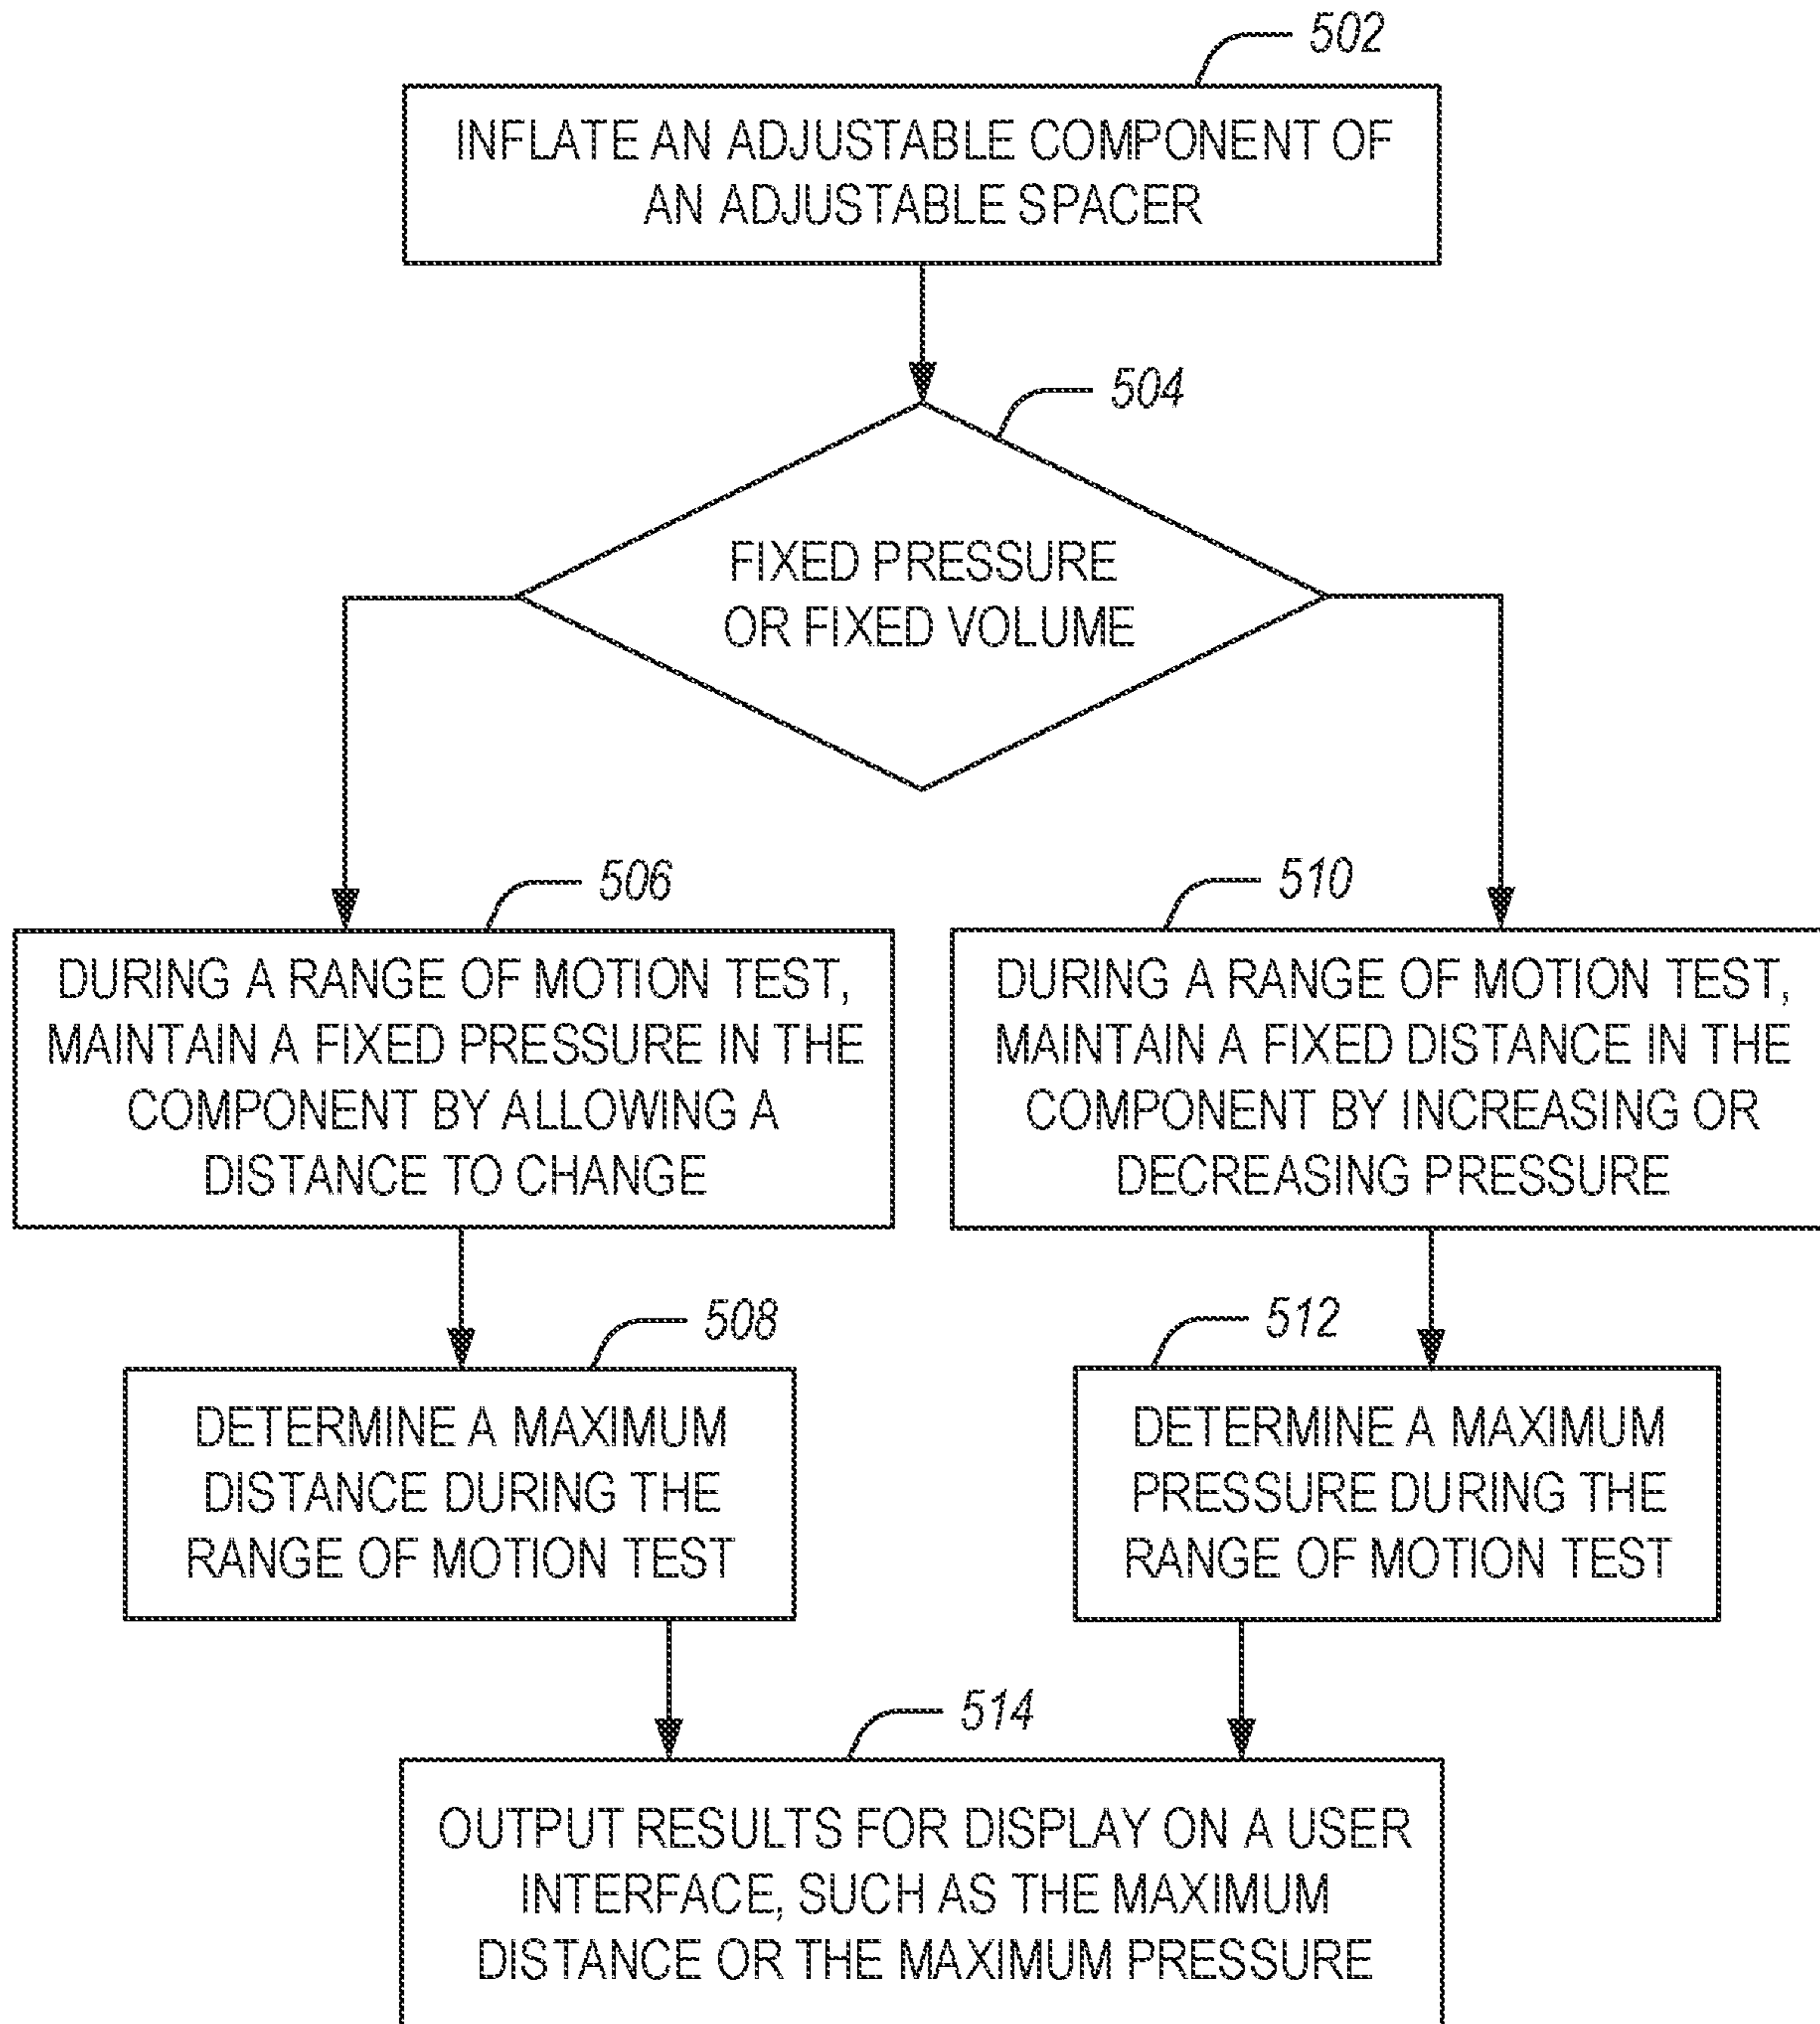 502
INFLATE AN ADJUSTABLE COMPONENT OF
AN ADJUSTABLE SPACER
504
FIXED PRESSURE
OR FIXED VOLUME
506
DURING A RANGE OF MOTION TEST,
MAINTAIN A FIXED PRESSURE IN THE
COMPONENT BY ALLOWING A
DISTANCE TO CHANGE
510
DURING A RANGE OF MOTION TEST,
MAINTAIN A FIXED DISTANCE IN THE
COMPONENT BY INCREASING OR
DECREASING PRESSURE
508
DETERMINE A MAXIMUM
DISTANCE DURING THE
RANGE OF MOTION TEST
512
DETERMINE A MAXIMUM
PRESSURE DURING THE
RANGE OF MOTION TEST
514
OUTPUT RESULTS FOR DISPLAY ON A USER
INTERFACE, SUCH AS THE MAXIMUM
DISTANCE OR THE MAXIMUM PRESSURE